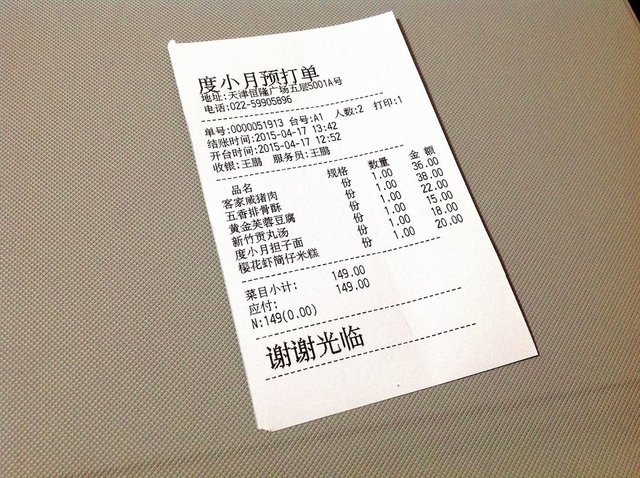 度小月预打单
地址:天津恒隆广场五层5001A号
电话:022-59905896
单号:0000051913 台号:A1 人数:2 打印:1
结账时间:2015-04-17 13:42
开台时间:2015-04-17 12:52
收银:王鹏 服务员:王鹏
品名 规格 数量 金额
客家咸猪肉 份 1.00 36.00
五香排骨酥 份 1.00 38.00
黄金芙蓉豆腐 份 1.00 22.00
新竹贡丸汤 份 1.00 15.00
度小月担子面 份 1.00 18.00
樱花虾筒仔米糕 份 1.00 20.00
菜目小计: 149.00
应付: 149.00
N:149(0.00)
谢谢光临